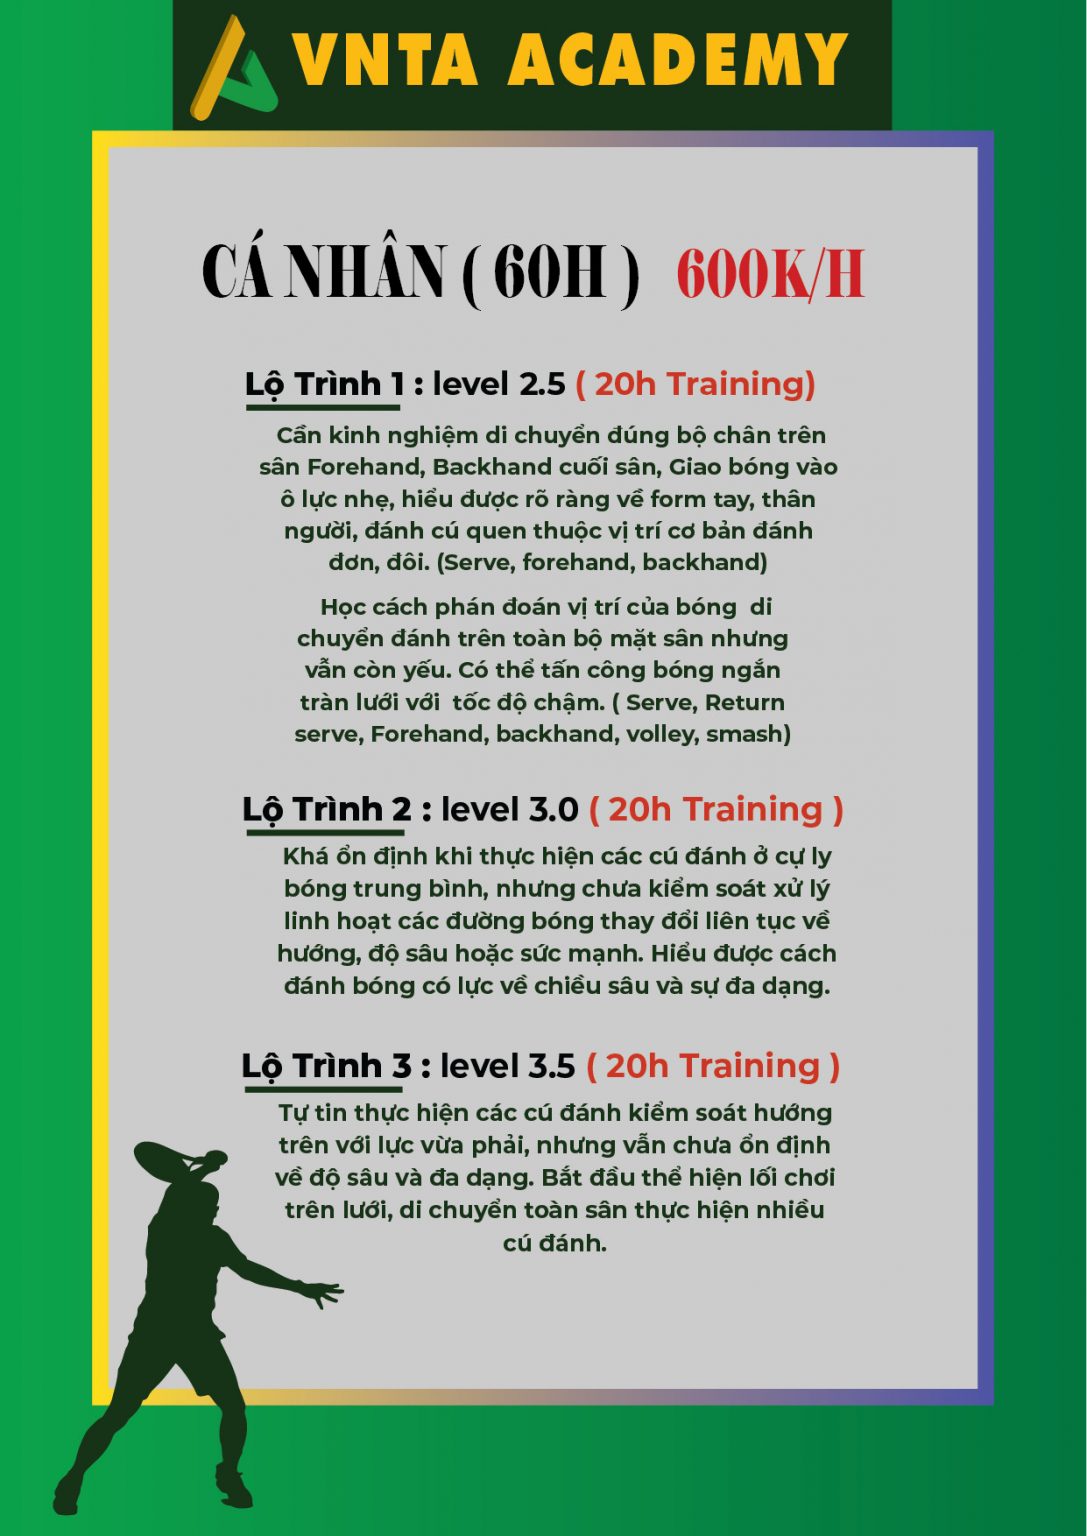 VNTA ACADEMY
CÁ NHÂN ( 60H ) 600K/H
Lộ Trình 1 : level 2.5 ( 20h Training)
Cần kinh nghiệm di chuyển đúng bộ chân trên
sân Forehand, Backhand cuối sân, Giao bóng vào
ô lực nhẹ, hiểu được rõ ràng về form tay, thân
người, đánh cú quen thuộc vị trí cơ bản đánh
đơn, đôi. (Serve, forehand, backhand)
Học cách phán đoán vị trí của bóng di
chuyển đánh trên toàn bộ mặt sân nhưng
vẫn còn yếu. Có thể tấn công bóng ngắn
tràn lưới với tốc độ chậm. ( Serve, Return
serve, Forehand, backhand, volley, smash)
Lộ Trình 2 : level 3.0 ( 20h Training )
Khá ổn định khi thực hiện các cú đánh ở cự ly
bóng trung bình, nhưng chưa kiểm soát xử lý
linh hoạt các đường bóng thay đổi liên tục về
hướng, độ sâu hoặc sức mạnh. Hiểu được cách
đánh bóng có lực về chiều sâu và sự đa dạng.
Lộ Trình 3 : level 3.5 ( 20h Training )
Tự tin thực hiện các cú đánh kiểm soát hướng
trên với lực vừa phải, nhưng vẫn chưa ổn định
về độ sâu và đa dạng. Bắt đầu thể hiện lối chơi
trên lưới, di chuyển toàn sân thực hiện nhiều
cú đánh.